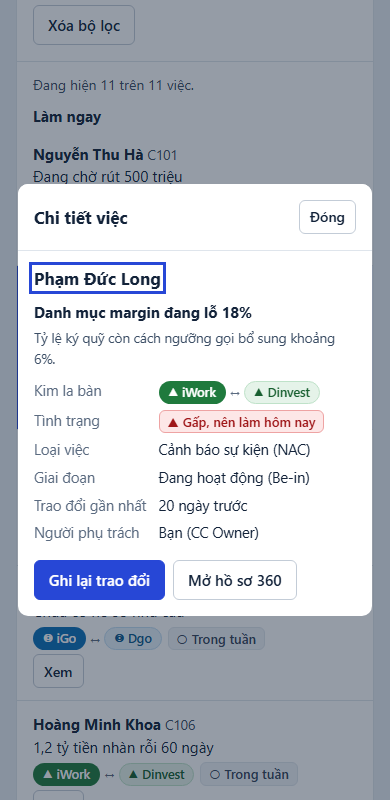 Xóa bộ lọc
Đang hiện 11 trên 11 việc.
Làm ngay
Nguyễn Thu Hà C101
Đang chờ rút 500 triệu
Chi tiết việc
Đóng
Phạm Đức Long
Danh mục margin đang lỗ 18%
Tỷ lệ ký quỹ còn cách ngưỡng gọi bổ sung khoảng
6%.
Kim la bàn ▲ iWork ↔ ▲ Dinvest
Tình trạng ▲ Gấp, nên làm hôm nay
Loại việc Cảnh báo sự kiện (NAC)
Giai đoạn Đang hoạt động (Be-in)
Trao đổi gần nhất 20 ngày trước
Người phụ trách Bạn (CC Owner)
Ghi lại trao đổi
Mở hồ sơ 360
iGo ↔ Dgo Trong tuần
Xem
Hoàng Minh Khoa C106
1,2 tỷ tiền nhàn rỗi 60 ngày
▲ iWork ↔ ▲ Dinvest Trong tuần